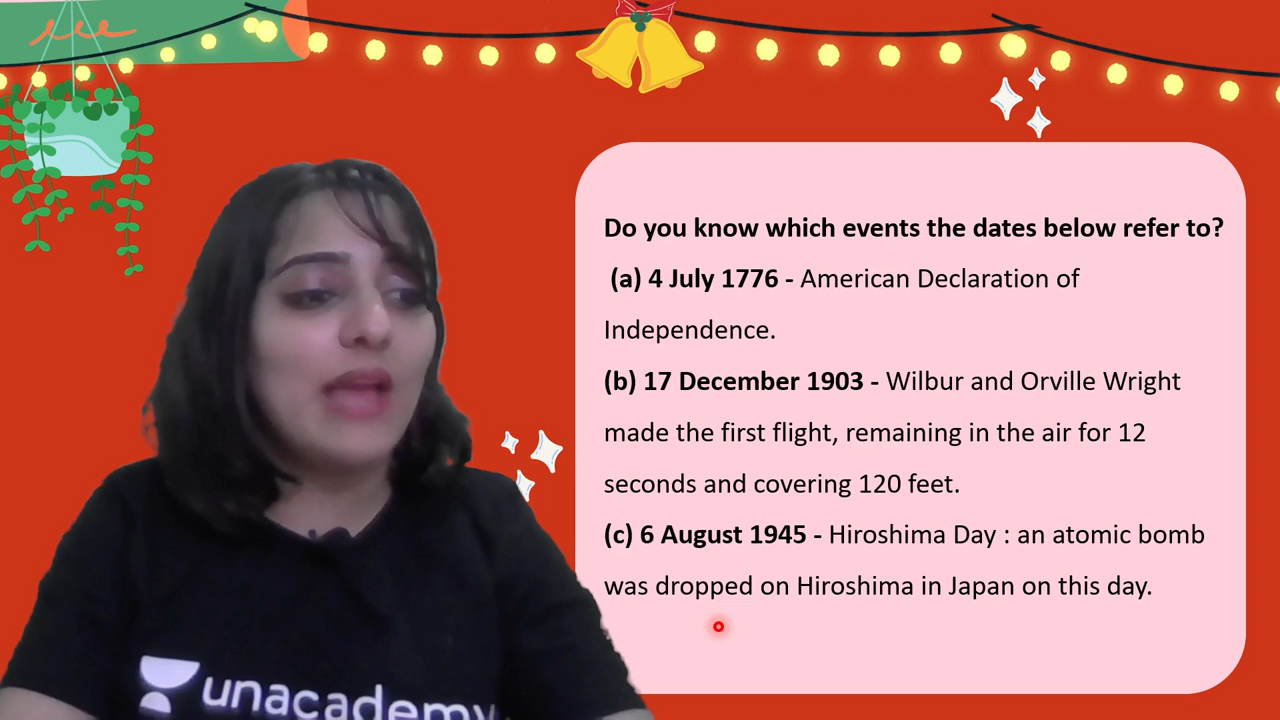 Do you know which events the dates below refer to?
(a) 4 July 1776 - American Declaration of
Independence.
(b) 17 December 1903 - Wilbur and Orville Wright
made the first flight, remaining in the air for 12
seconds and covering 120 feet.
(c) 6 August 1945 - Hiroshima Day : an atomic bomb
was dropped on Hiroshima in Japan on this day.
unacademy